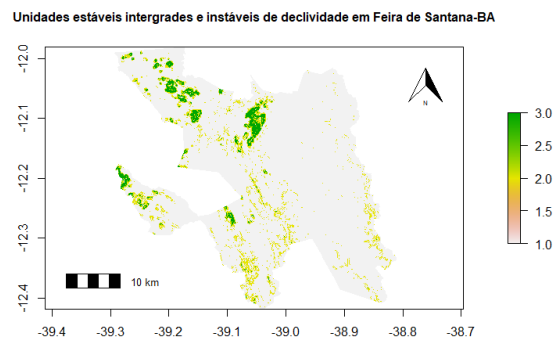 Unidades estáveis intergrades e instáveis de declividade em Feira de Santana-BA
-12.0
-12.1
-12.2
-12.3
-12.4
N
3.0
2.5
2.0
1.5
1.0
10 km
-39.4 -39.3 -39.2 -39.1 -39.0 -38.9 -38.8 -38.7